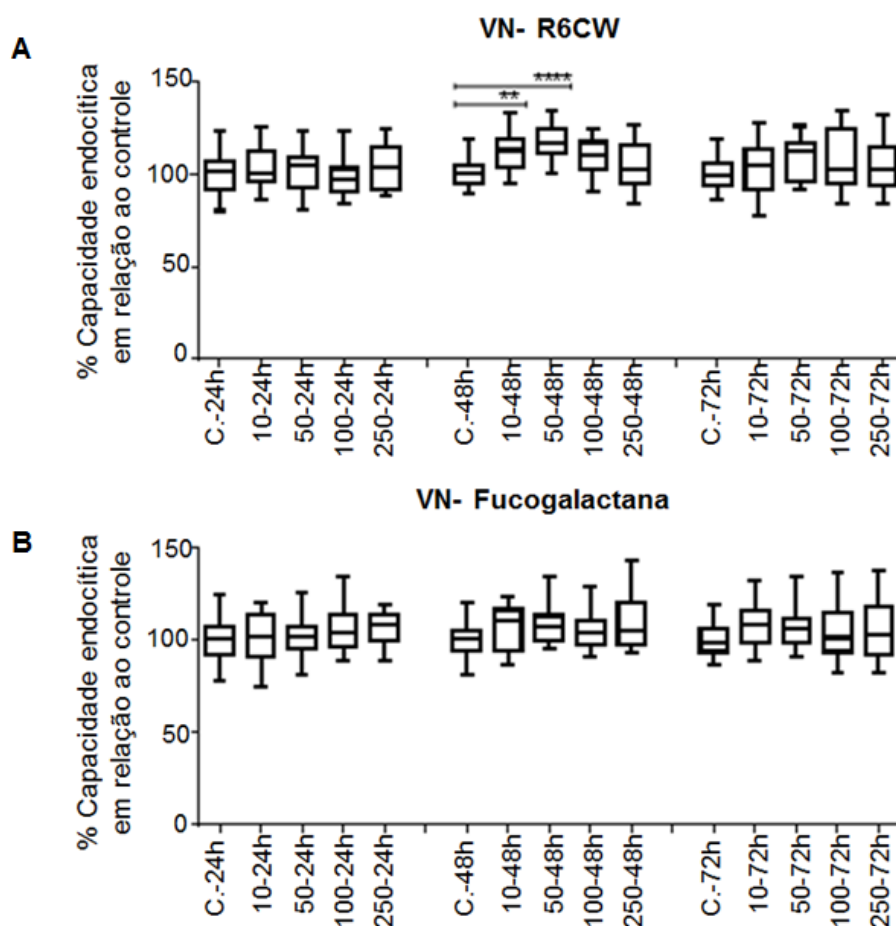 VN- R6CW
A
% Capacidade endocítica
em relação ao controle
150
100
50
0
**** 
**
C.-24h
10-24h
50-24h
100-24h
250-24h
C.-48h
10-48h
50-48h
100-48h
250-48h
C.-72h
10-72h
50-72h
100-72h
250-72h
VN- Fucogalactana
B
% Capacidade endocítica
em relação ao controle
150
100
50
0
C.-24h
10-24h
50-24h
100-24h
250-24h
C.-48h
10-48h
50-48h
100-48h
250-48h
C.-72h
10-72h
50-72h
100-72h
250-72h